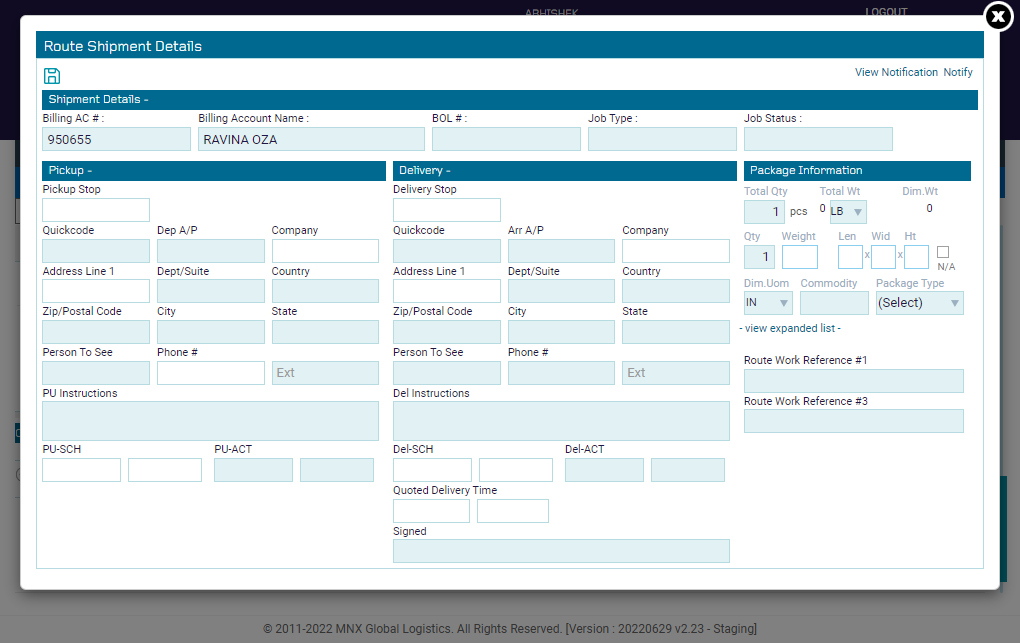 ABHISHEK
LOGOUT
X
Route Shipment Details
View Notification Notify
Shipment Details -
Billing AC # : Billing Account Name : BOL # : Job Type : Job Status :
950655 RAVINA OZA
Pickup - Delivery - Package Information
Pickup Stop Delivery Stop Total Qty Total Wt Dim.Wt
1 pcs 0 LB 0
Quickcode Dep A/P Company Quickcode Arr A/P Company Qty Weight Len Wid Ht
1 x x N/A
Address Line 1 Dept/Suite Country Address Line 1 Dept/Suite Country Dim.Uom Commodity Package Type
IN (Select)
Zip/Postal Code City State Zip/Postal Code City State
- view expanded list -
Person To See Phone # Person To See Phone # Route Work Reference #1
Ext Ext
PU Instructions Del Instructions Route Work Reference #3
PU-SCH PU-ACT Del-SCH Del-ACT
Quoted Delivery Time
Signed
© 2011-2022 MNX Global Logistics. All Rights Reserved. [Version : 20220629 v2.23 - Staging]